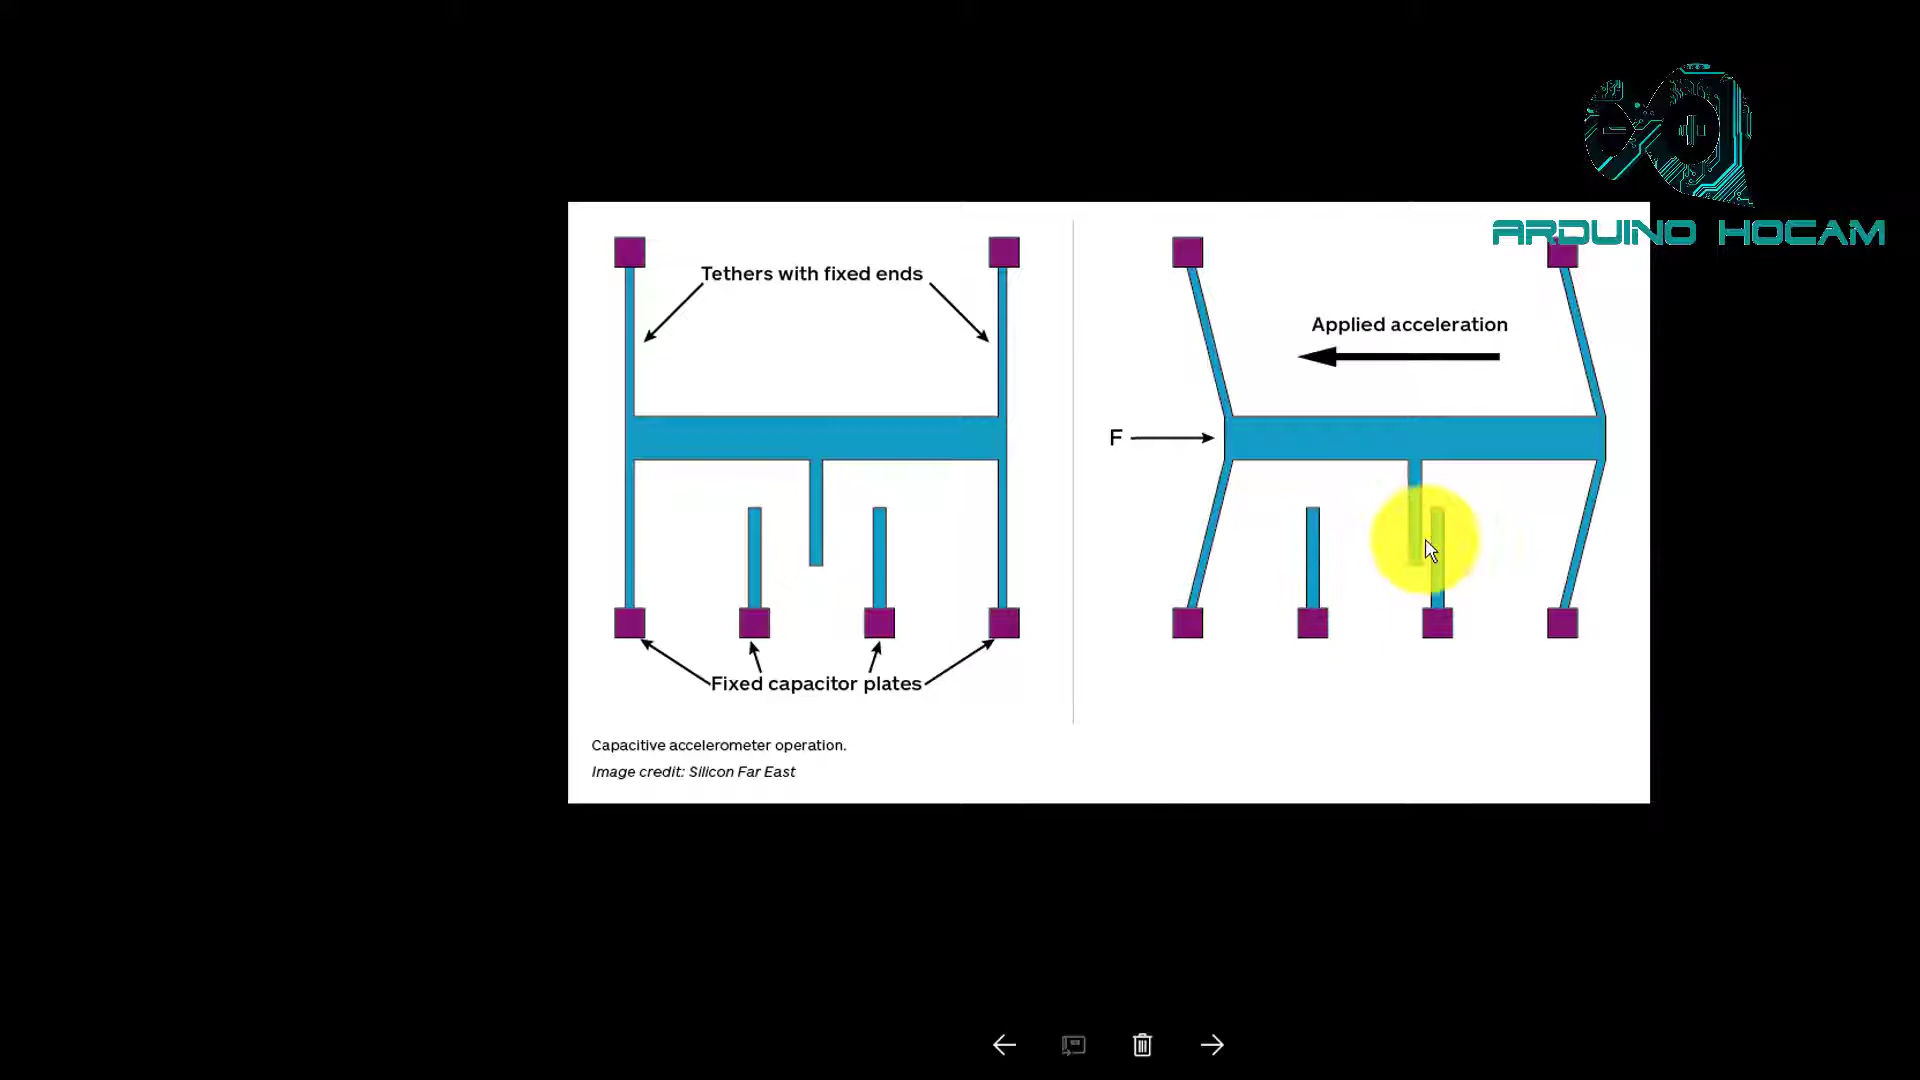 ARDUINO HOCAM
Tethers with fixed ends
Applied acceleration
F
Fixed capacitor plates
Capacitive accelerometer operation.
Image credit: Silicon Far East